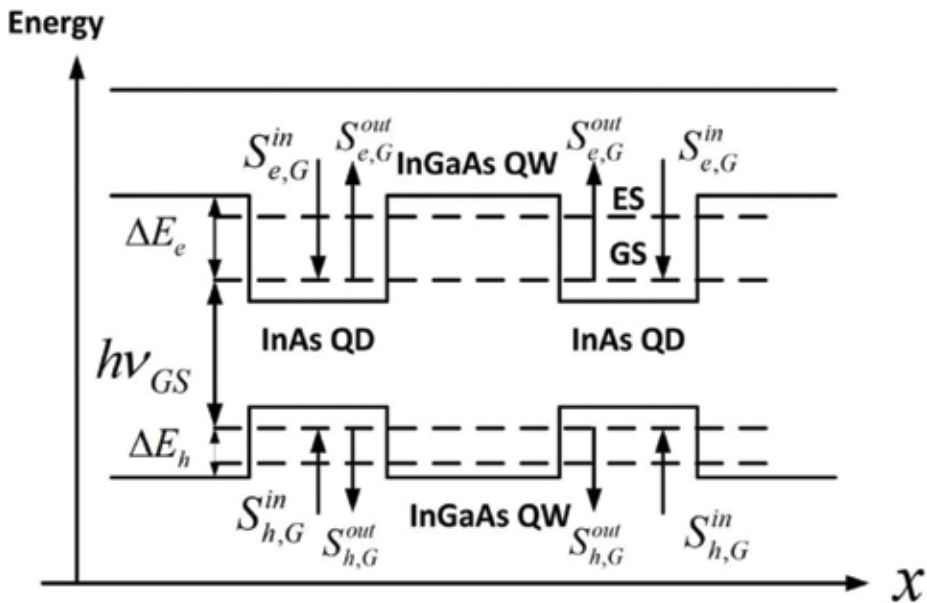 Energy
S_{e,G}^{in} S_{e,G}^{out} S_{e,G}^{out} S_{e,G}^{in}
InGaAs QW
ES
ΔE_e
GS
InAs QD InAs QD
hν_{GS}
ΔE_h
S_{h,G}^{in} S_{h,G}^{out} InGaAs QW S_{h,G}^{out} S_{h,G}^{in}
x